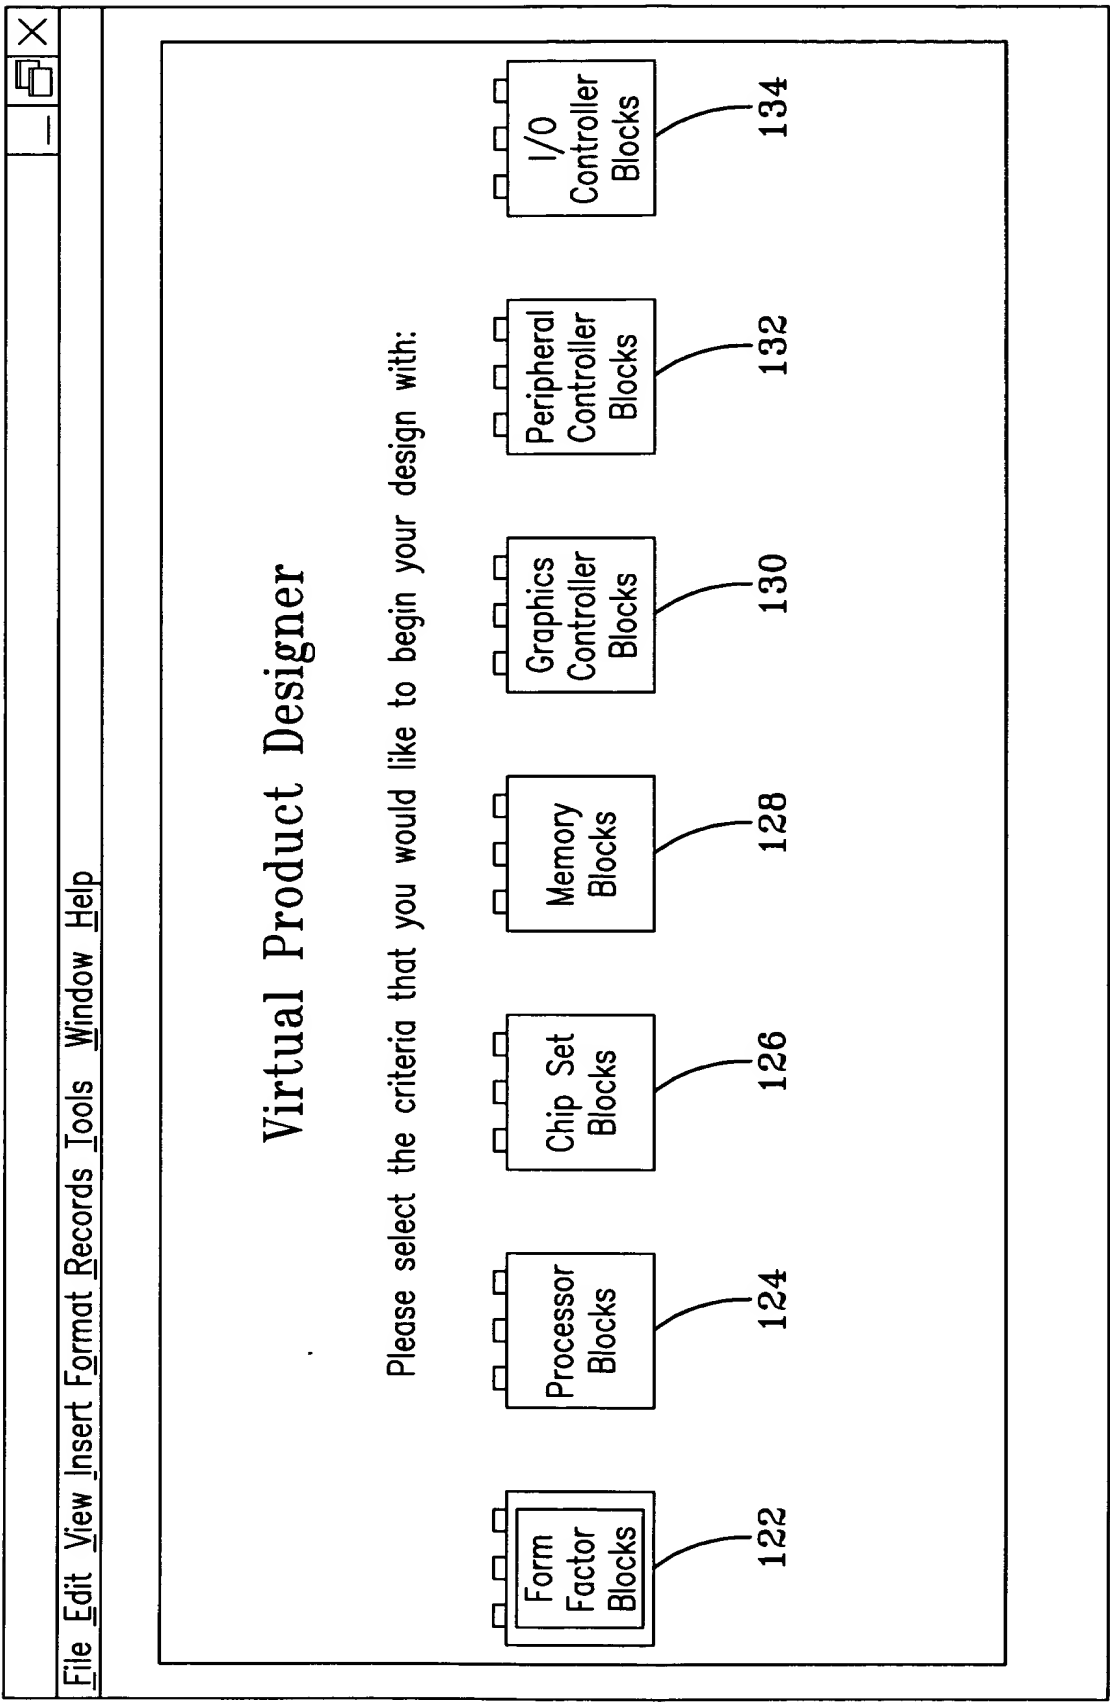 File Edit View Insert Format Records Tools Window Help
Virtual Product Designer
Please select the criteria that you would like to begin your design with:
Form
Factor
Blocks
122
Processor
Blocks
124
Chip Set
Blocks
126
Memory
Blocks
128
Graphics
Controller
Blocks
130
Peripheral
Controller
Blocks
132
I/O
Controller
Blocks
134